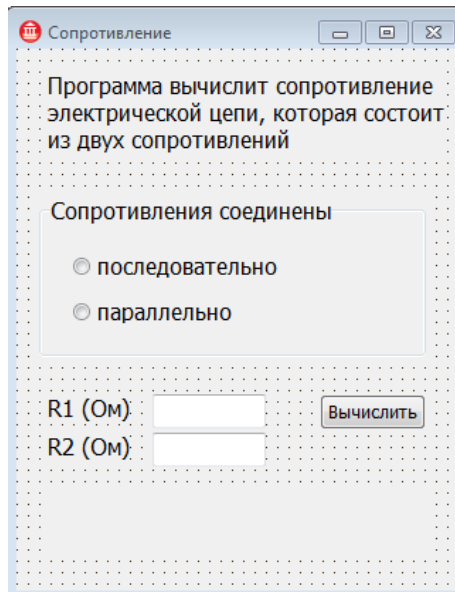 Сопротивление
Программа вычислит сопротивление
электрической цепи, которая состоит
из двух сопротивлений
Сопротивления соединены
последовательно
параллельно
R1 (Ом)
Вычислить
R2 (Ом)